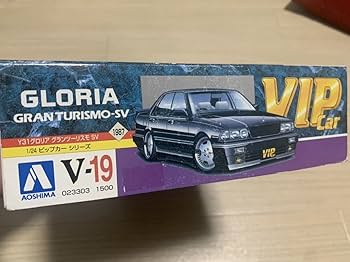 GLORIA
GRAN TURISMO-SV
Y31グロリア グランツーリスモ SV
1987
1/24 ビップカー シリーズ
VIP
Car
VIP
AOSHIMA
V-19
023303 1500